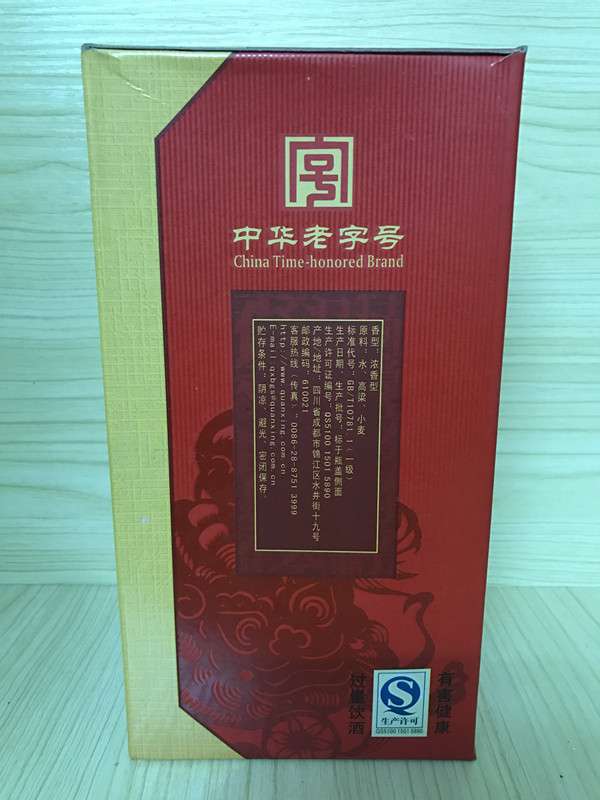 中华老字号
China Time-honored Brand
香型：浓香型
原料：水、高粱、小麦
标准代号：GB/T10781·1（一级）
生产日期、生产批号：标于瓶盖侧面
生产许可证编号：QS5100 1501 5890
产地/地址：四川省成都市锦江区水井街十九号
邮政编码：610021
客服热线（传真）：0086-28-8751 3999
http://www.quanxing.com.cn
E-mail qxbgs@quanxing.com.cn
贮存条件：阴凉、避光、密闭保存。
过量饮酒
有害健康
生产许可
QS5100 1501 5890